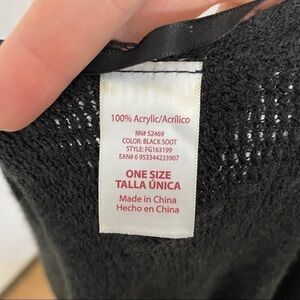 100% Acrylic/Acrílico
RN# 52469
COLOR: BLACK SOOT
STYLE: FG163199
EAN# 6 953344233907
ONE SIZE
TALLA ÚNICA
Made in China
Hecho en China